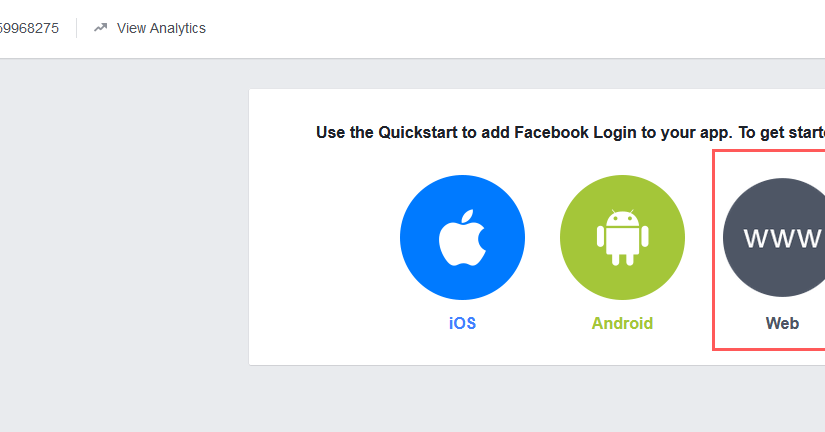 59968275 View Analytics
Use the Quickstart to add Facebook Login to your app. To get starte
www
iOS Android Web